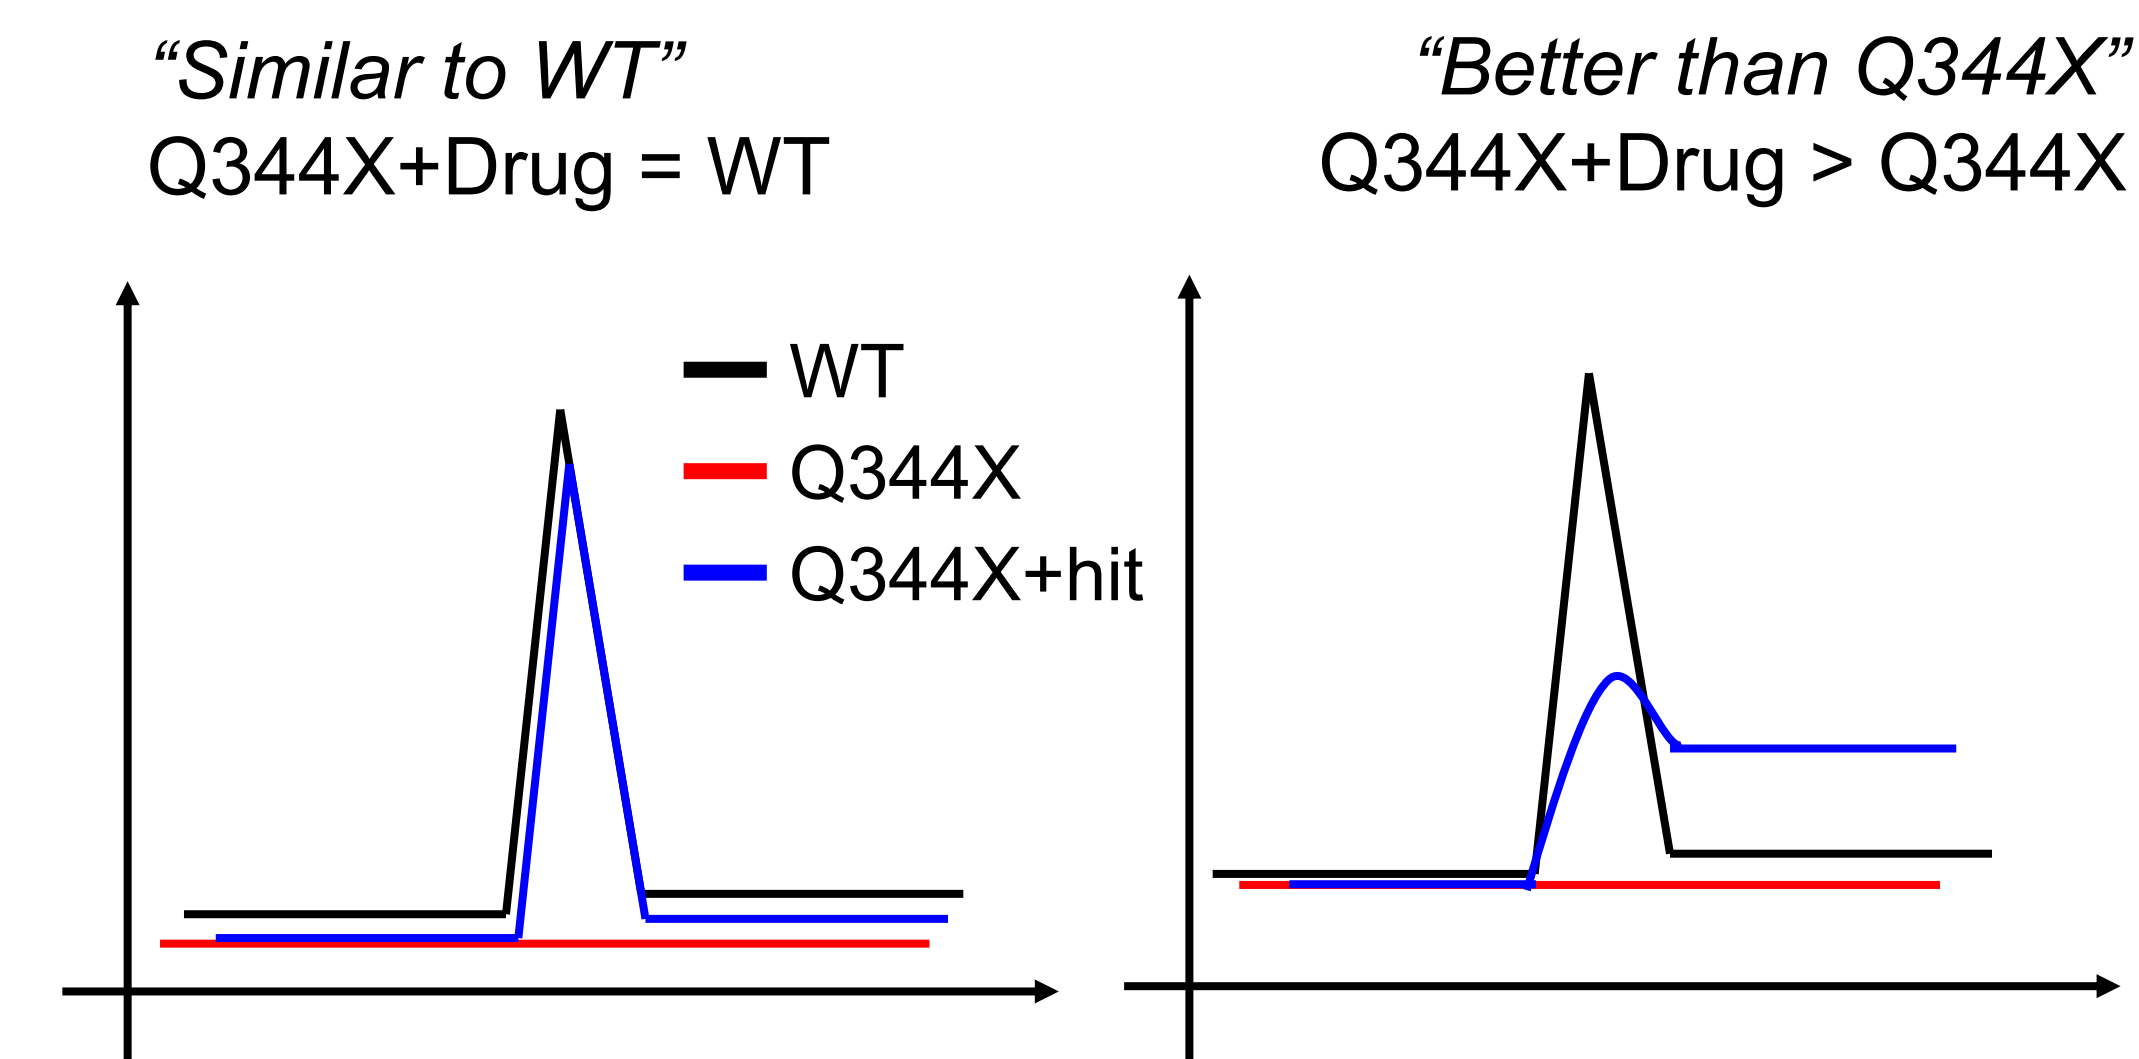 “Similar to WT”
Q344X+Drug = WT
“Better than Q344X”
Q344X+Drug > Q344X
WT
Q344X
Q344X+hit